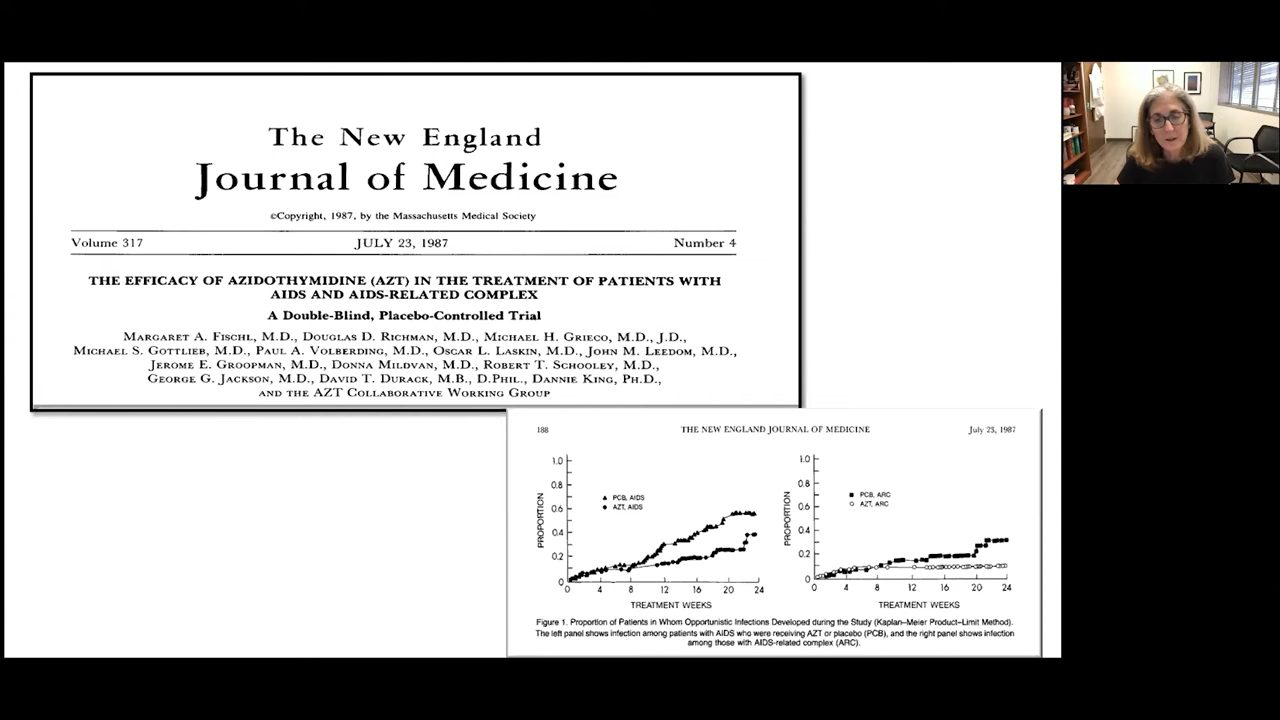 The New England
Journal of Medicine
©Copyright, 1987, by the Massachusetts Medical Society
Volume 317 JULY 23, 1987 Number 4
THE EFFICACY OF AZIDOTHYMIDINE (AZT) IN THE TREATMENT OF PATIENTS WITH
AIDS AND AIDS-RELATED COMPLEX
A Double-Blind, Placebo-Controlled Trial
MARGARET A. FISCHL, M.D., DOUGLAS D. RICHMAN, M.D., MICHAEL H. GRIECO, M.D., J.D.,
MICHAEL S. GOTTLIEB, M.D., PAUL A. VOLBERDING, M.D., OSCAR L. LASKIN, M.D., JOHN M. LEEDOM, M.D.,
JEROME E. GROOPMAN, M.D., DONNA MILDVAN, M.D., ROBERT T. SCHOOLEY, M.D.,
GEORGE G. JACKSON, M.D., DAVID T. DURACK, M.B., D.PHIL., DANNIE KING, PH.D.,
AND THE AZT COLLABORATIVE WORKING GROUP
188 THE NEW ENGLAND JOURNAL OF MEDICINE July 23, 1987
PROPORTION
1.0
0.8
0.6
0.4
0.2
0
PCB, AIDS
AZT, AIDS
0 4 8 12 16 20 24
TREATMENT WEEKS
PROPORTION
1.0
0.8
0.6
0.4
0.2
0
PCB, ARC
AZT, ARC
0 4 8 12 16 20 24
TREATMENT WEEKS
Figure 1. Proportion of Patients in Whom Opportunistic Infections Developed during the Study (Kaplan–Meier Product–Limit Method).
The left panel shows infection among patients with AIDS who were receiving AZT or placebo (PCB), and the right panel shows infection
among those with AIDS-related complex (ARC).